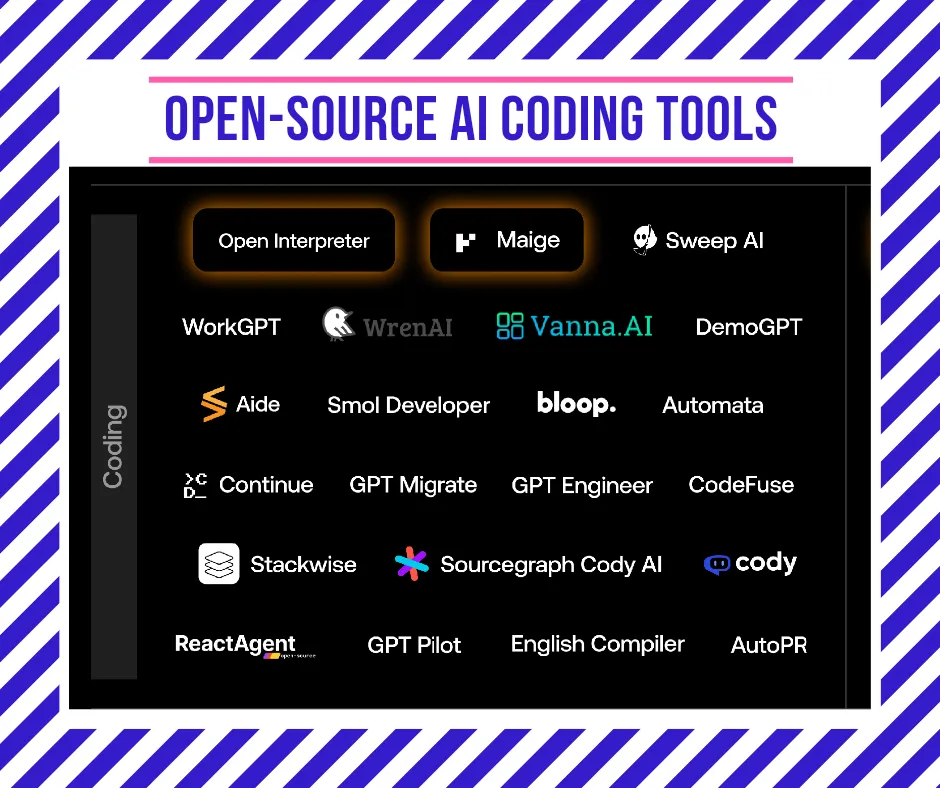 OPEN-SOURCE AI CODING TOOLS
Coding
Open Interpreter Maige Sweep AI
WorkGPT WrenAI Vanna.AI DemoGPT
Aide Smol Developer bloop. Automata
>C D_ Continue GPT Migrate GPT Engineer CodeFuse
Stackwise Sourcegraph Cody AI cody
ReactAgent open-source GPT Pilot English Compiler AutoPR